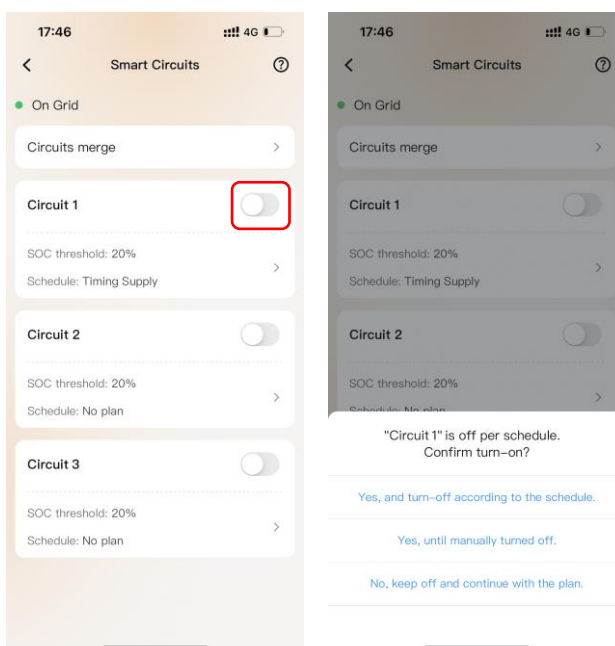 17:46
4G
Smart Circuits
On Grid
Circuits merge
Circuit 1
SOC threshold: 20%
Schedule: Timing Supply
Circuit 2
SOC threshold: 20%
Schedule: No plan
Circuit 3
SOC threshold: 20%
Schedule: No plan
17:46
4G
Smart Circuits
On Grid
Circuits merge
Circuit 1
SOC threshold: 20%
Schedule: Timing Supply
Circuit 2
SOC threshold: 20%
Schedule: No plan
"Circuit 1" is off per schedule.
Confirm turn-on?
Yes, and turn-off according to the schedule.
Yes, until manually turned off.
No, keep off and continue with the plan.